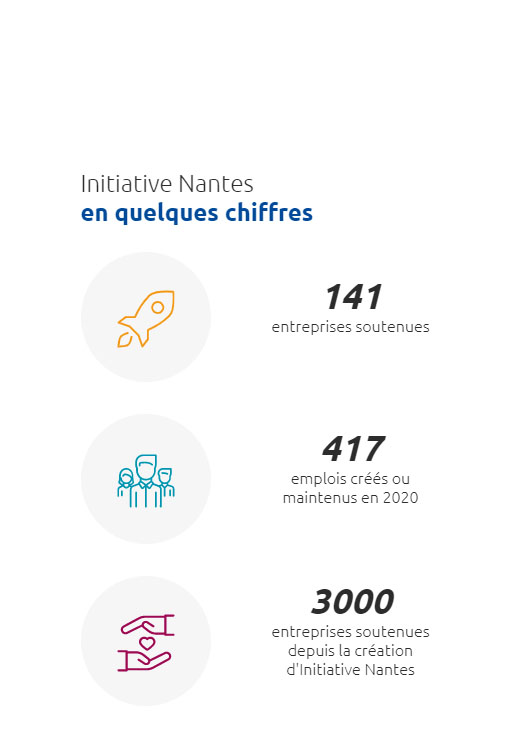 Initiative Nantes
en quelques chiffres
141
entreprises soutenues
417
emplois créés ou
maintenus en 2020
3000
entreprises soutenues
depuis la création
d'Initiative Nantes